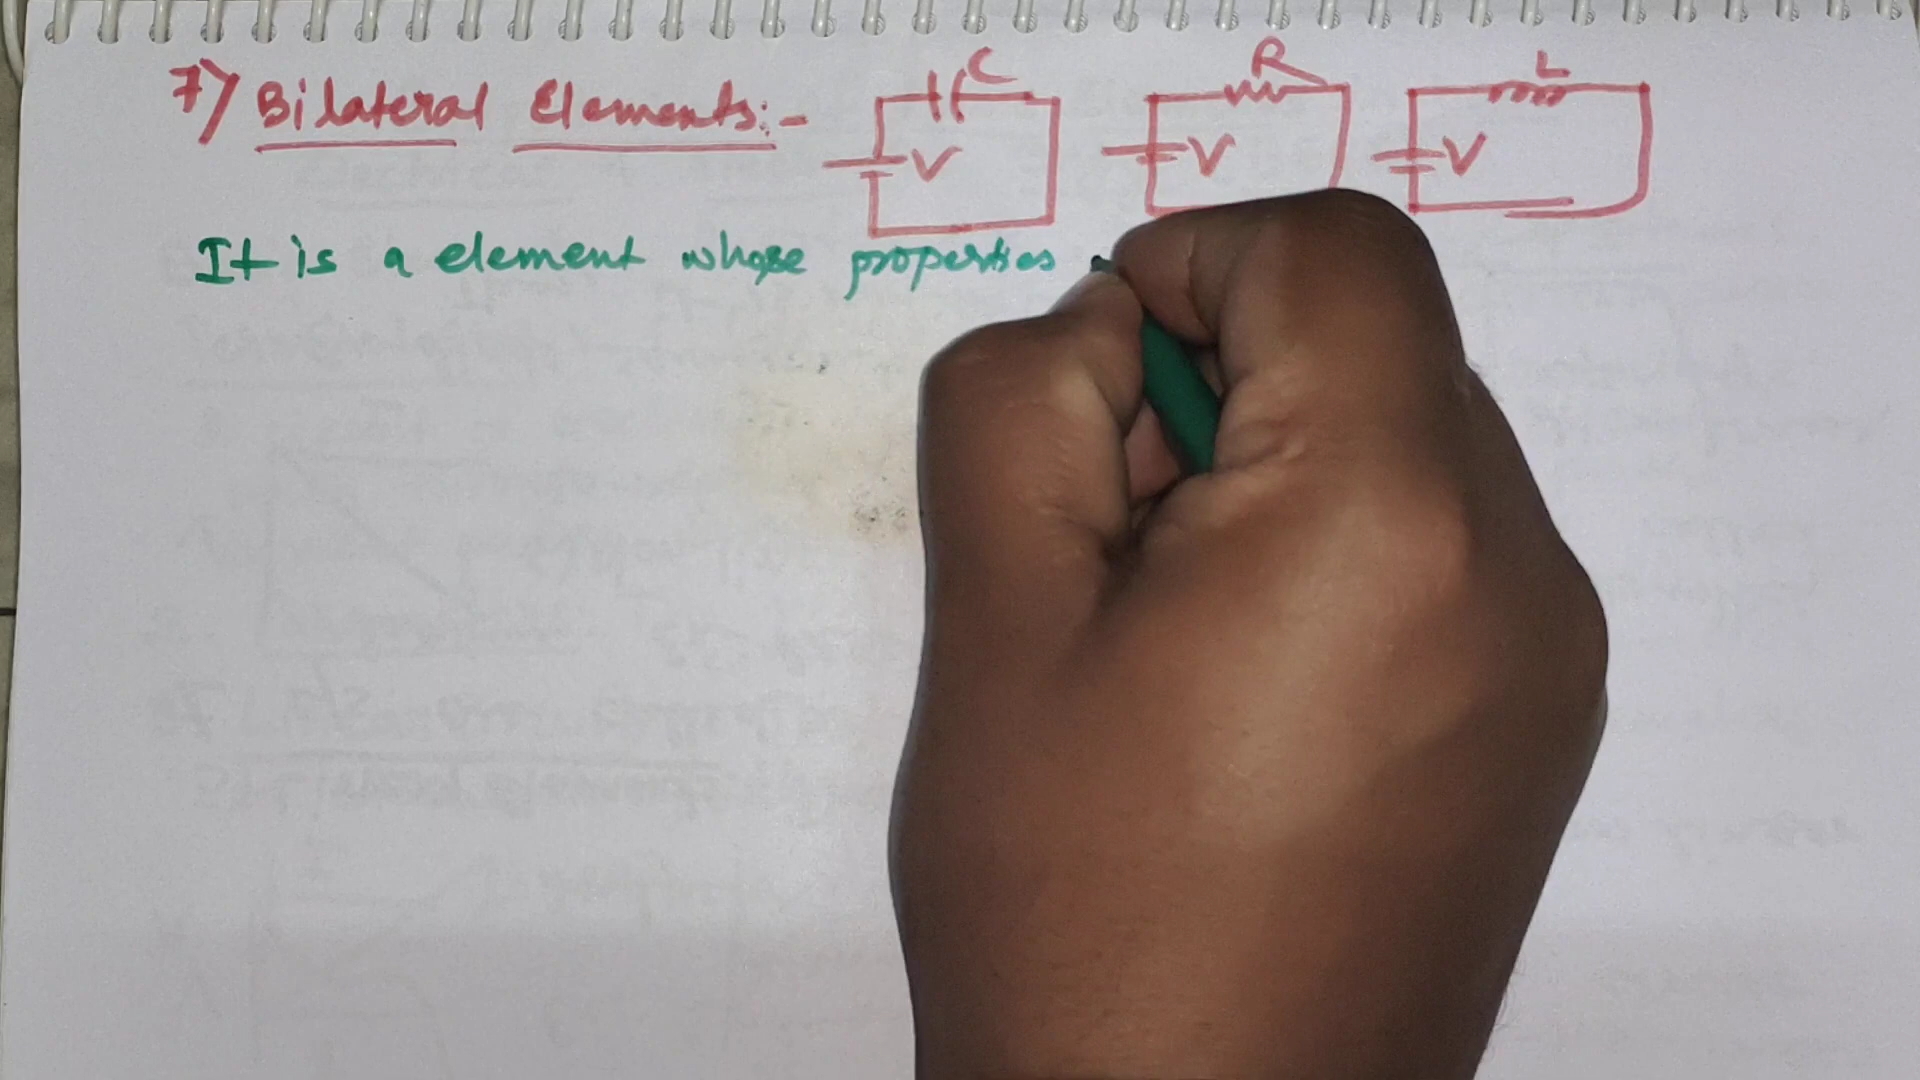 7) Bilateral Elements:-
C
V
R
V
L
V
It is a element whose properties